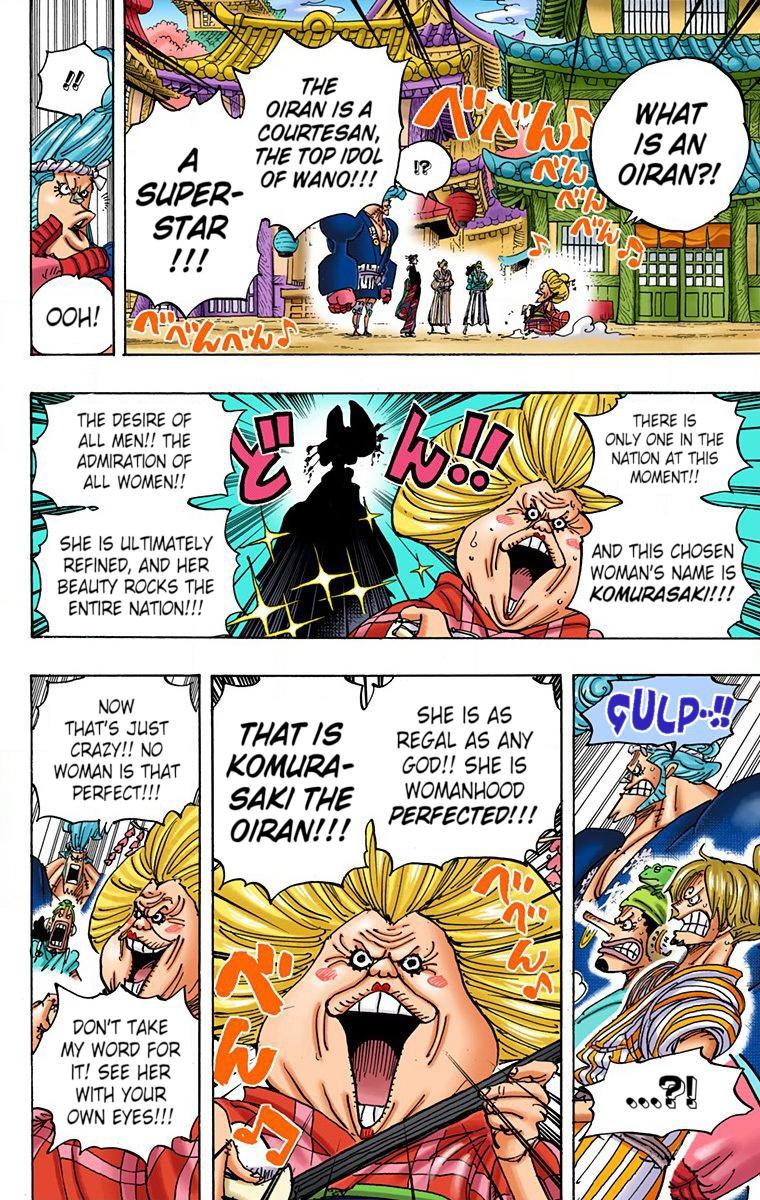 WHAT
IS AN
OIRAN?!
べべん♪
べん
べん
べん♫
!?
THE
OIRAN IS A
COURTESAN,
THE TOP IDOL
OF WANO!!!
A
SUPER-
STAR
!!!
べべんべん♪
!!
OOH!
THERE IS
ONLY ONE IN THE
NATION AT THIS
MOMENT!!
AND THIS CHOSEN
WOMAN'S NAME IS
KOMURASAKI!!!
どん!!
THE DESIRE OF
ALL MEN!! THE
ADMIRATION OF
ALL WOMEN!!
SHE IS ULTIMATELY
REFINED, AND HER
BEAUTY ROCKS THE
ENTIRE NATION!!!
GULP..!!
...?!
SHE IS AS
REGAL AS ANY
GOD!! SHE IS
WOMANHOOD
PERFECTED!!!
THAT IS
KOMURA-
SAKI THE
OIRAN!!!
べべん♪
べべん♫
NOW
THAT'S JUST
CRAZY!! NO
WOMAN IS THAT
PERFECT!!!
DON'T TAKE
MY WORD FOR
IT! SEE HER
WITH YOUR
OWN EYES!!!